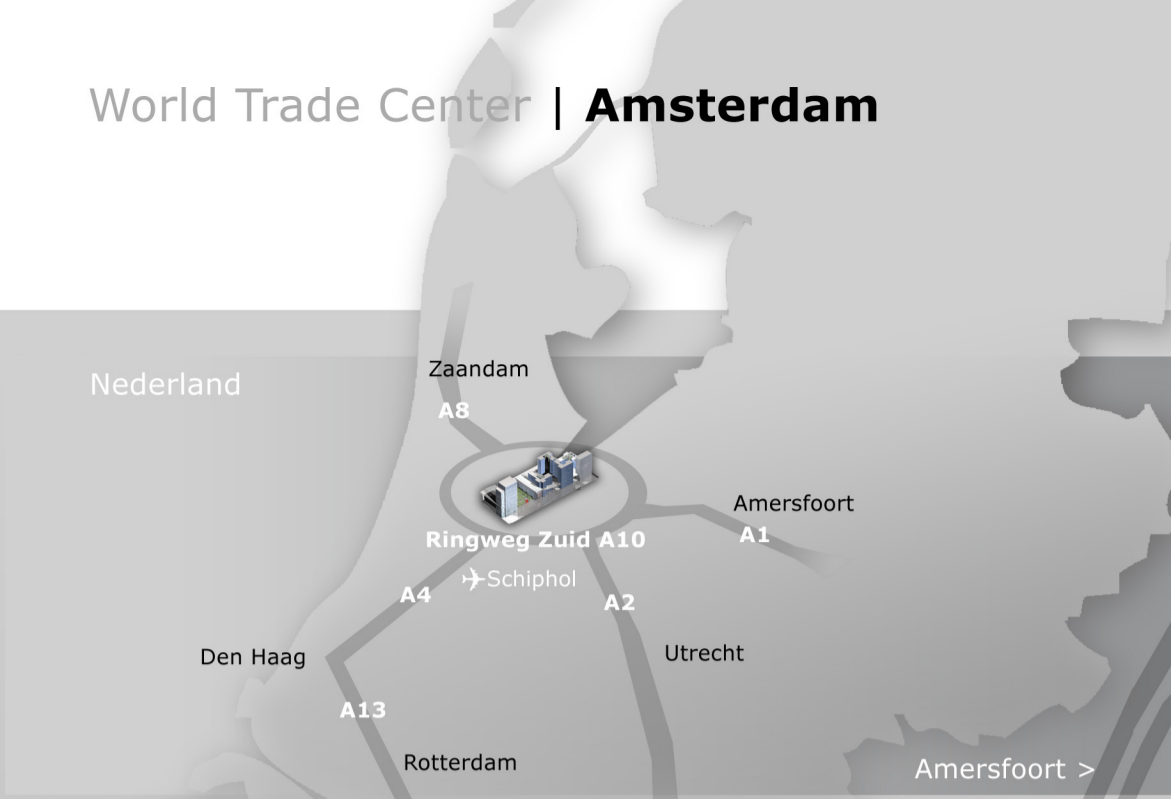 World Trade Center | Amsterdam
Nederland
Zaandam
A8
Amersfoort
A1
Ringweg Zuid A10
Schiphol
A4
A2
Den Haag
Utrecht
A13
Rotterdam
Amersfoort >